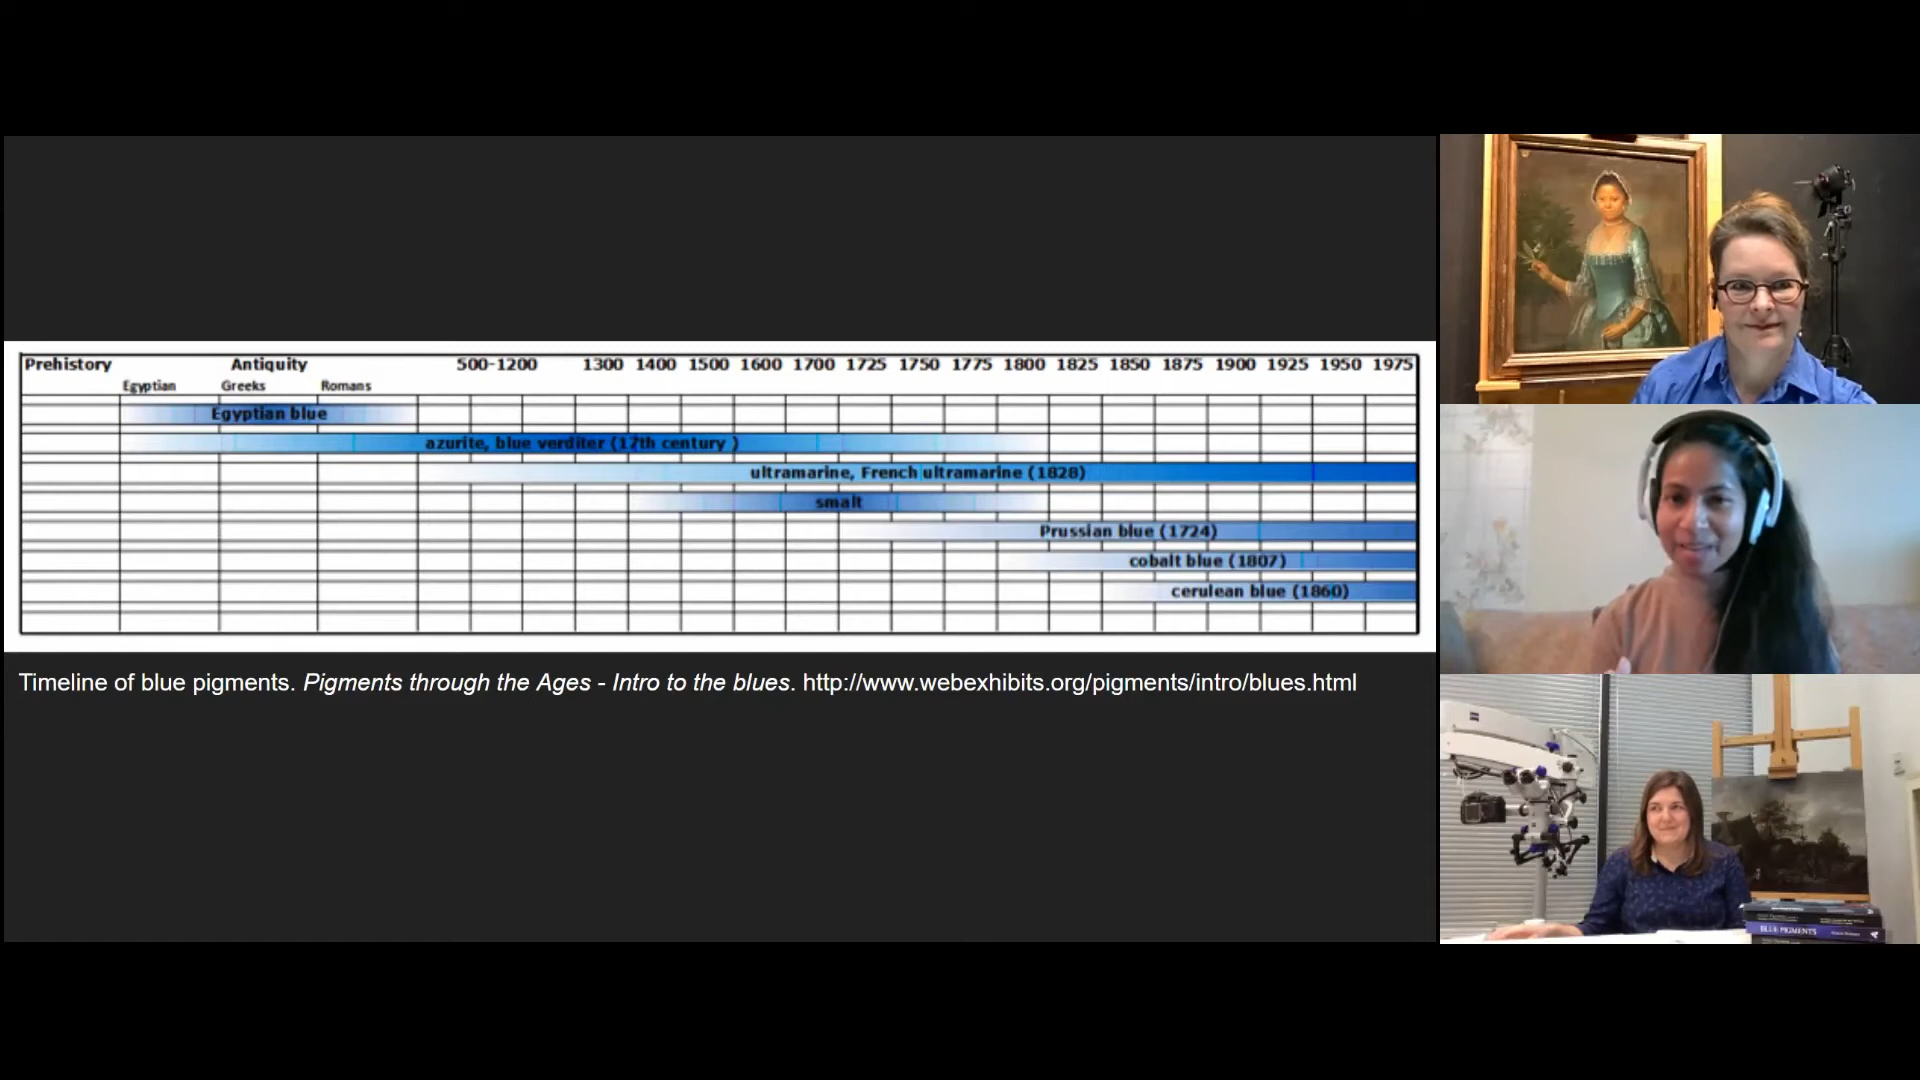 Prehistory Antiquity 500-1200 1300 1400 1500 1600 1700 1725 1750 1775 1800 1825 1850 1875 1900 1925 1950 1975
Egyptian Greeks Romans
Egyptian blue
azurite, blue verditer (17th century )
ultramarine, French ultramarine (1828)
smalt
Prussian blue (1724)
cobalt blue (1807)
cerulean blue (1860)
Timeline of blue pigments. Pigments through the Ages - Intro to the blues. http://www.webexhibits.org/pigments/intro/blues.html
BLUE PIGMENTS